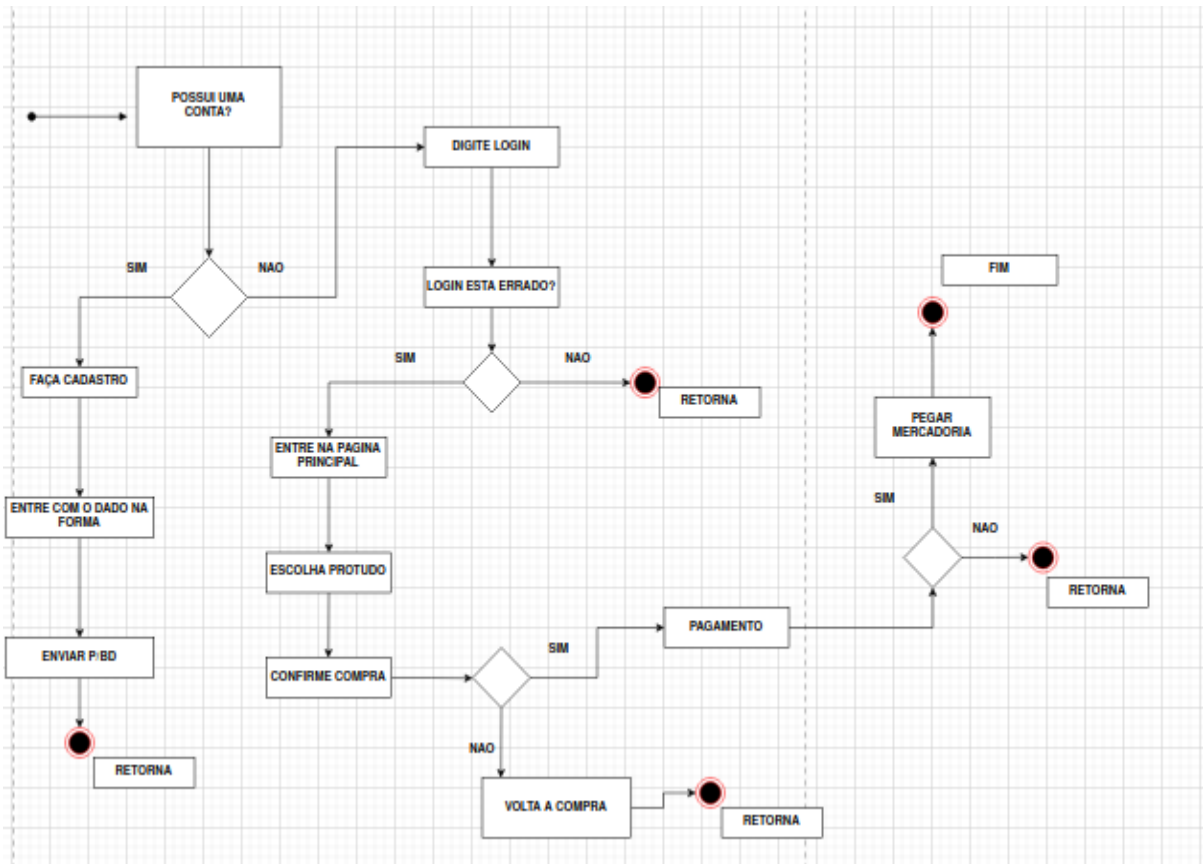 POSSUI UMA
CONTA?
DIGITE LOGIN
SIM
NAO
LOGIN ESTA ERRADO?
FIM
SIM
NAO
RETORNA
FAÇA CADASTRO
PEGAR
MERCADORIA
ENTRE NA PAGINA
PRINCIPAL
ENTRE COM O DADO NA
FORMA
SIM
NAO
RETORNA
ESCOLHA PROTUDO
PAGAMENTO
ENVIAR P/BD
CONFIRME COMPRA
SIM
NAO
RETORNA
VOLTA A COMPRA
RETORNA